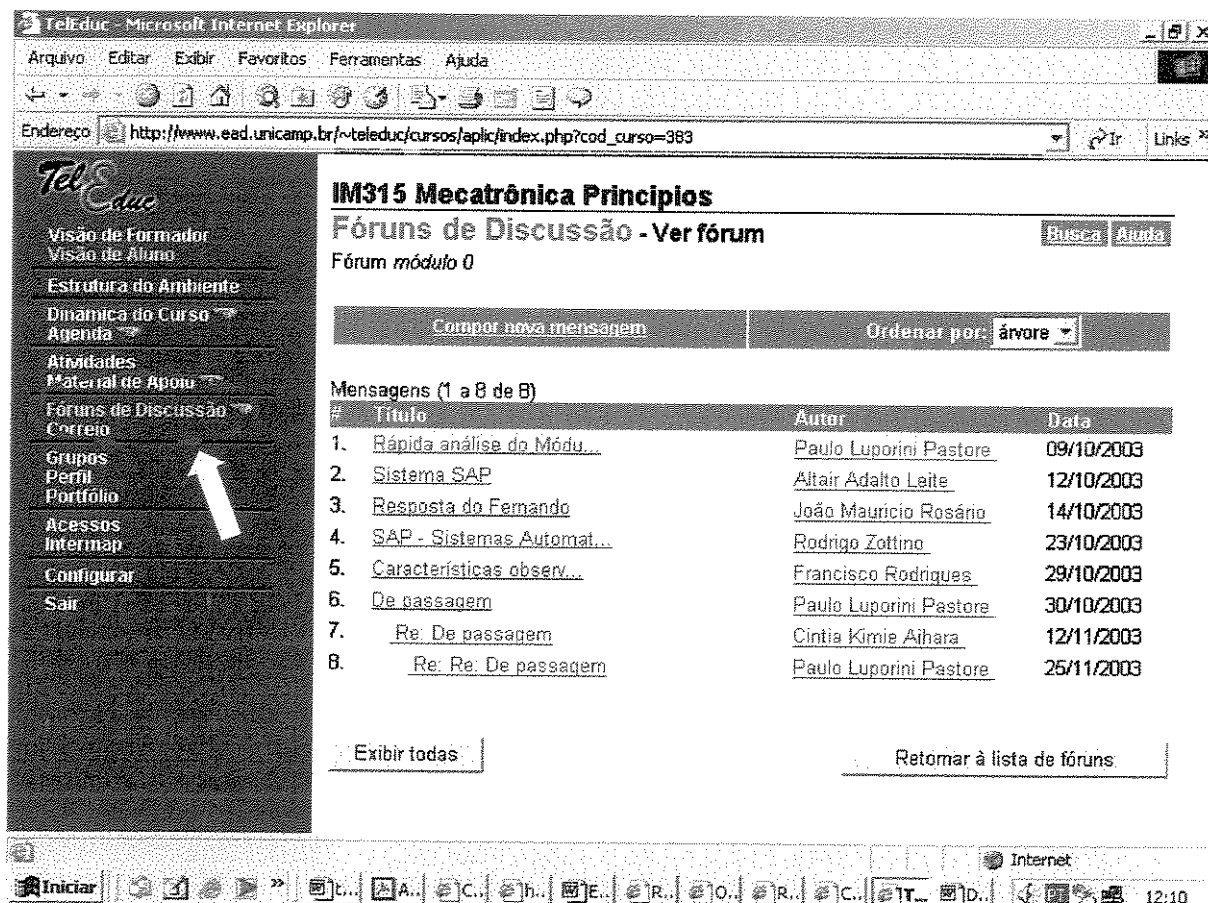 TelEduc - Microsoft Internet Explorer
Arquivo Editar Exibir Favoritos Ferramentas Ajuda
Endereço http://www.ead.unicamp.br/~teleduc/cursos/aplic/index.php?cod_curso=383 Ir Links »
TelEduc
Visão de Formador
Visão de Aluno
Estrutura do Ambiente
Dinâmica do Curso
Agenda
Atividades
Material de Apoio
Fóruns de Discussão
Correio
Grupos
Perfil
Portfólio
Acessos
Intermap
Configurar
Sair
IM315 Mecatrônica Principios
Fóruns de Discussão - Ver fórum Busca Ajuda
Fórum módulo 0
Compor nova mensagem Ordenar por: árvore
Mensagens (1 a 8 de 8)
# Título Autor Data
1. Rápida análise do Módu... Paulo Luporini Pastore 09/10/2003
2. Sistema SAP Altair Adalto Leite 12/10/2003
3. Resposta do Fernando João Mauricio Rosário 14/10/2003
4. SAP - Sistemas Automat... Rodrigo Zottino 23/10/2003
5. Características observ... Francisco Rodrigues 29/10/2003
6. De passagem Paulo Luporini Pastore 30/10/2003
7. Re: De passagem Cintia Kimie Aihara 12/11/2003
8. Re: Re: De passagem Paulo Luporini Pastore 25/11/2003
Exibir todas Retornar à lista de fóruns
Internet
Iniciar » t... A... C... h... E... R... O... R... C... T... D... 12:10